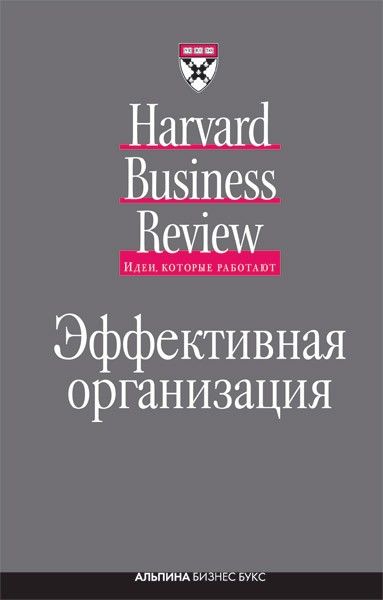 Harvard
Business
Review
Идеи, которые работают
Эффективная
организация
АЛЬПИНА БИЗНЕС БУКС